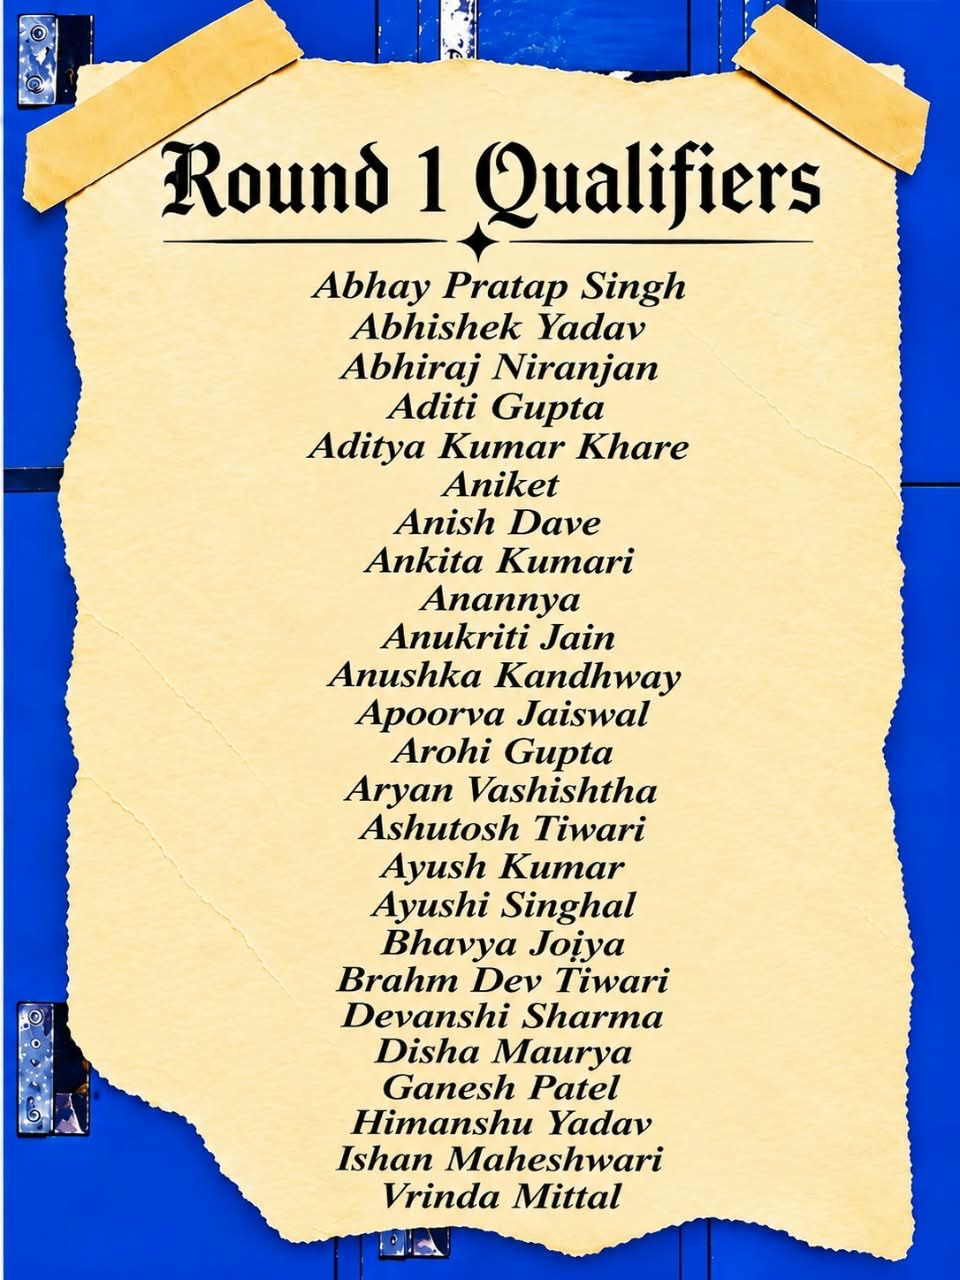 Round 1 Qualifiers
Abhay Pratap Singh
Abhishek Yadav
Abhiraj Niranjan
Aditi Gupta
Aditya Kumar Khare
Aniket
Anish Dave
Ankita Kumari
Anannya
Anukriti Jain
Anushka Kandhway
Apoorva Jaiswal
Arohi Gupta
Aryan Vashishtha
Ashutosh Tiwari
Ayush Kumar
Ayushi Singhal
Bhavya Joiya
Brahm Dev Tiwari
Devanshi Sharma
Disha Maurya
Ganesh Patel
Himanshu Yadav
Ishan Maheshwari
Vrinda Mittal